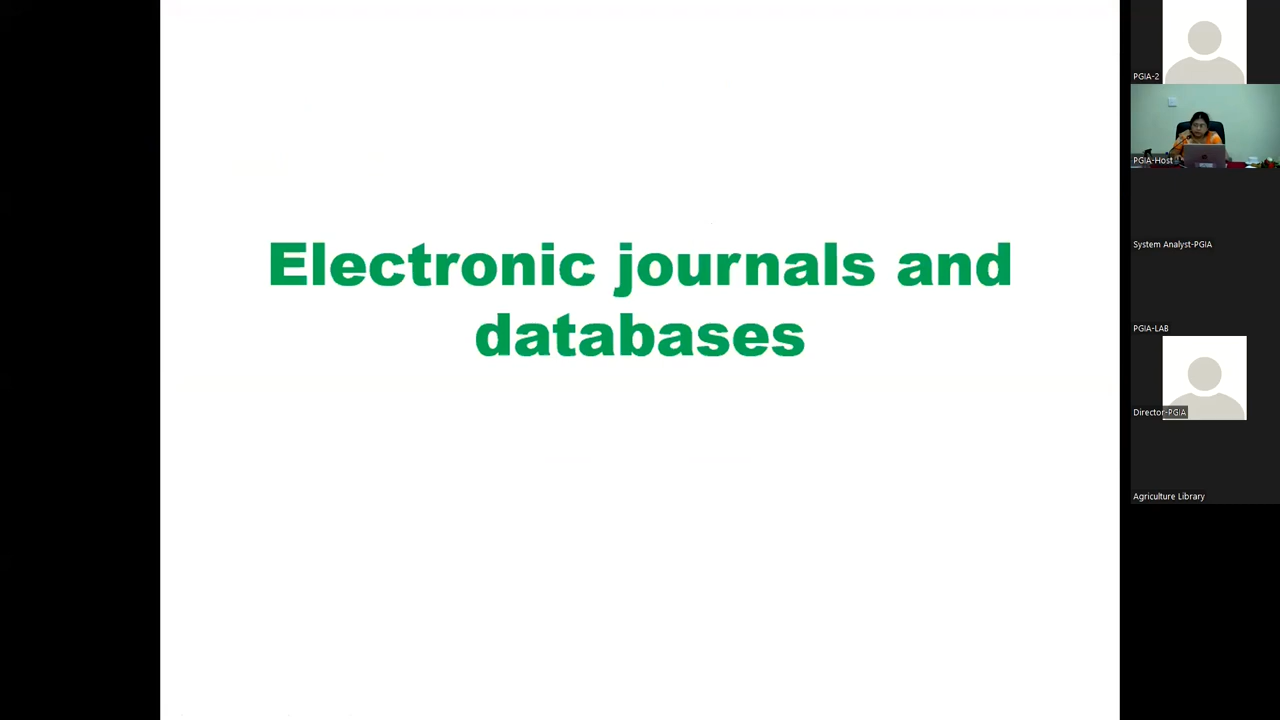 Electronic journals and
databases
PGIA-2
PGIA-Host
System Analyst-PGIA
PGIA-LAB
Director-PGIA
Agriculture Library